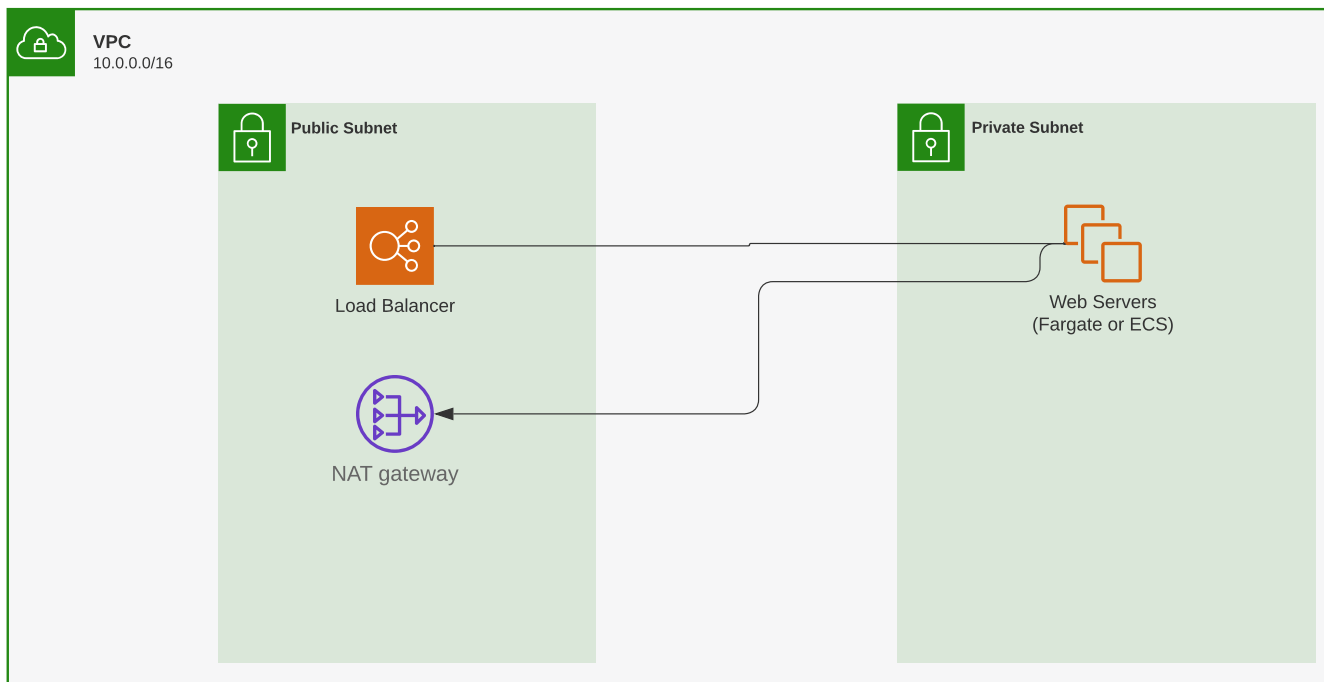 VPC
10.0.0.0/16
Public Subnet
Load Balancer
NAT gateway
Private Subnet
Web Servers
(Fargate or ECS)